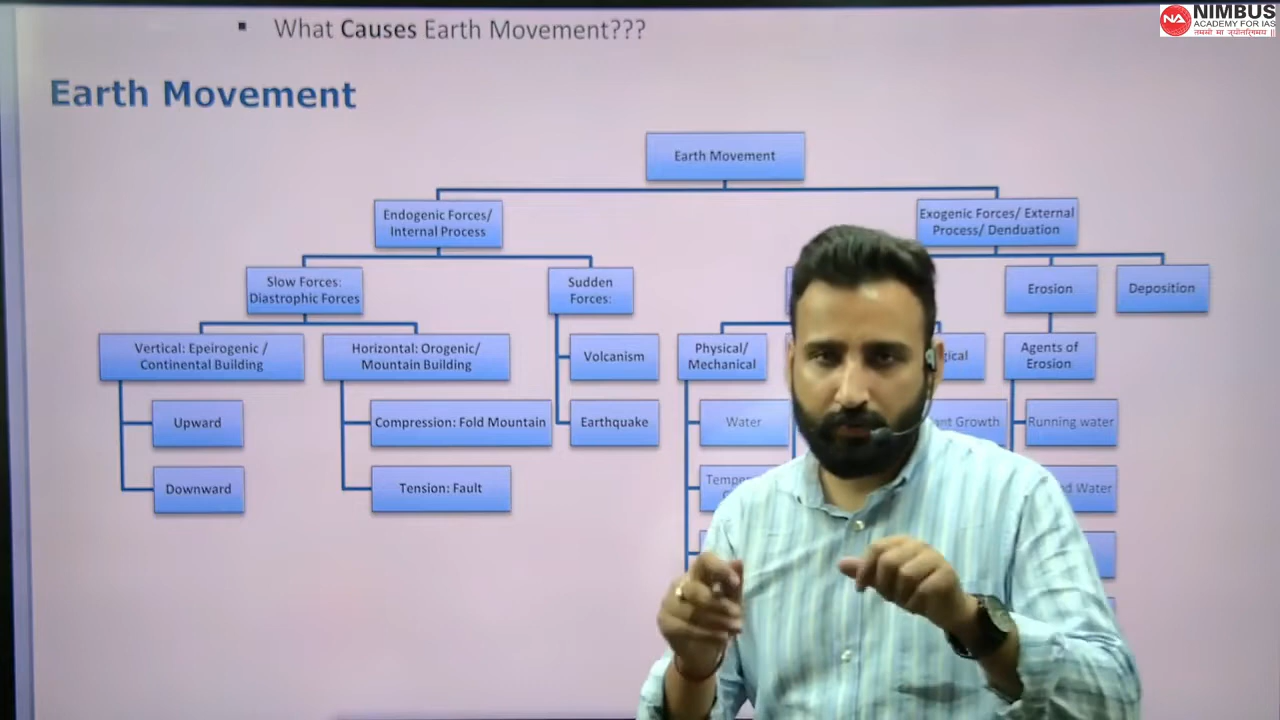 NIMBUS
ACADEMY FOR IAS
What Causes Earth Movement???
Earth Movement
Earth Movement
Endogenic Forces/
Internal Process
Exogenic Forces/ External
Process/ Denduation
Slow Forces:
Diastrophic Forces
Sudden
Forces:
Erosion
Deposition
Vertical: Epeirogenic /
Continental Building
Horizontal: Orogenic/
Mountain Building
Volcanism
Physical/
Mechanical
Agents of
Erosion
Upward
Compression: Fold Mountain
Earthquake
Water
Growth
Running water
Downward
Tension: Fault
Water